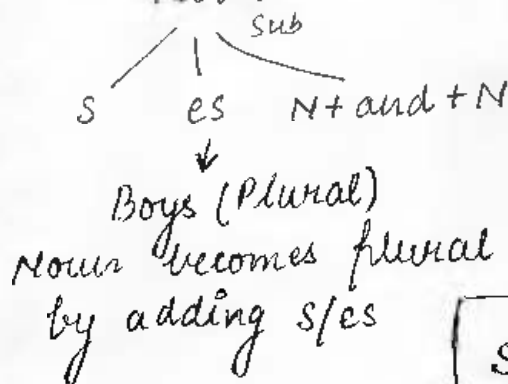 Sub
S es N + and + N
Boys (Plural)
Noun becomes plural
by adding s/es
S